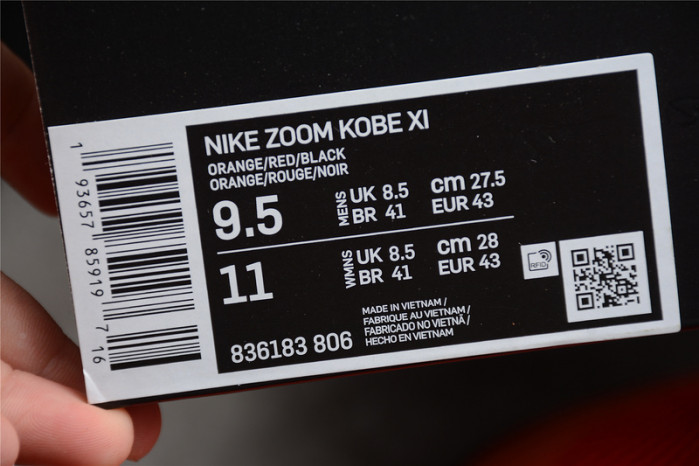 NIKE ZOOM KOBE XI
ORANGE/RED/BLACK
ORANGE/ROUGE/NOIR
9.5
MENS
UK 8.5
BR 41
cm 27.5
EUR 43
11
WMNS
UK 8.5
BR 41
cm 28
EUR 43
RFID
836183 806
MADE IN VIETNAM /
FABRIQUE AU VIETNAM /
FABRICADO NO VIETNÃ /
HECHO EN VIETNAM
1 93657 85919 716